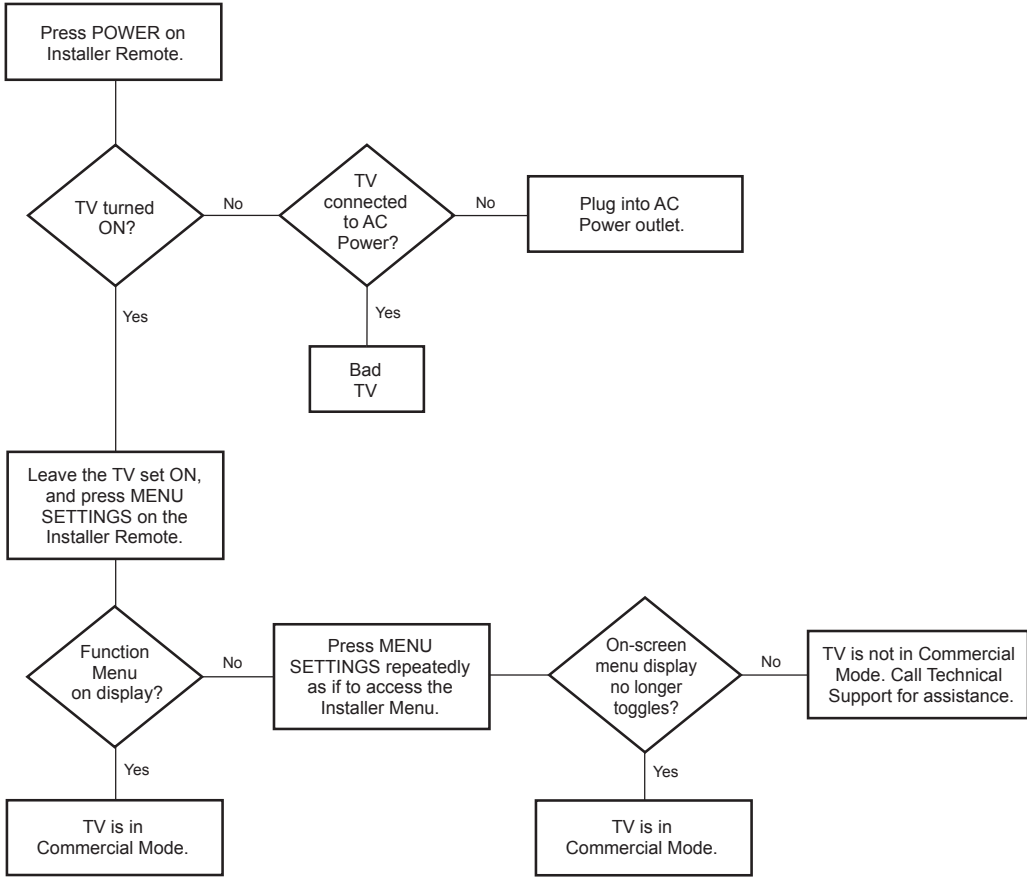 Press POWER on
Installer Remote.
TV turned
ON?
No
TV
connected
to AC
Power?
No
Plug into AC
Power outlet.
Yes
Yes
Bad
TV
Leave the TV set ON,
and press MENU
SETTINGS on the
Installer Remote.
Function
Menu
on display?
No
Press MENU
SETTINGS repeatedly
as if to access the
Installer Menu.
On-screen
menu display
no longer
toggles?
No
TV is not in Commercial
Mode. Call Technical
Support for assistance.
Yes
Yes
TV is in
Commercial Mode.
TV is in
Commercial Mode.